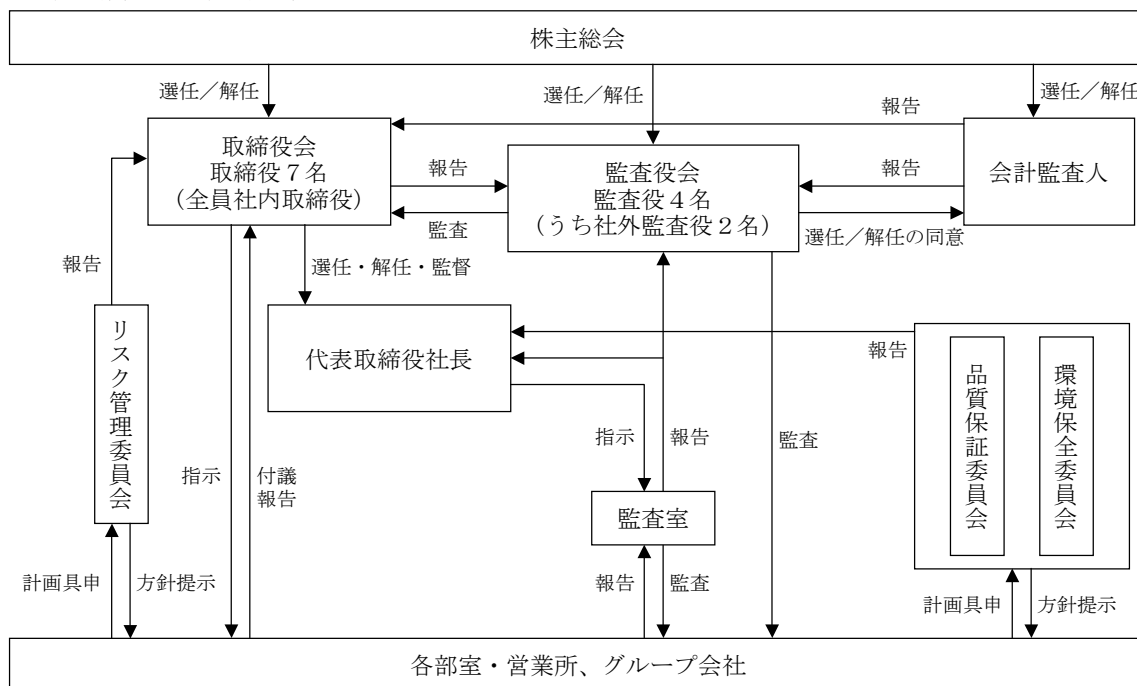 株主総会
選任／解任
選任／解任
選任／解任
報告
取締役会
取締役７名
（全員社内取締役）
報告
監査
監査役会
監査役４名
（うち社外監査役２名）
報告
会計監査人
選任／解任の同意
報告
選任・解任・監督
リスク管理委員会
代表取締役社長
報告
品質保証委員会
環境保全委員会
指示
付議
報告
指示
報告
監査
監査室
計画具申
方針提示
報告
監査
計画具申
方針提示
各部室・営業所、グループ会社